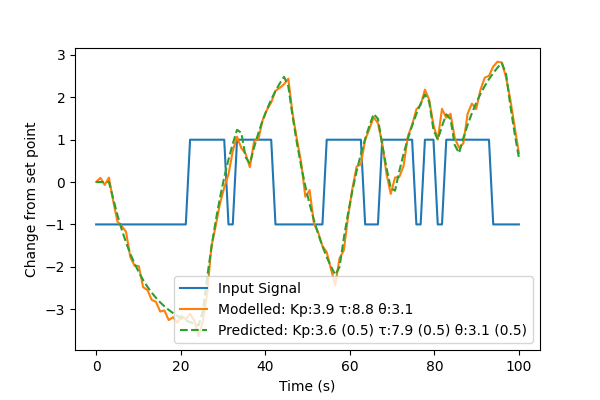 3
2
1
0
−1
−2
−3
Change from set point
Input Signal
Modelled: Kp:3.9 τ:8.8 θ:3.1
Predicted: Kp:3.6 (0.5) τ:7.9 (0.5) θ:3.1 (0.5)
0 20 40 60 80 100
Time (s)